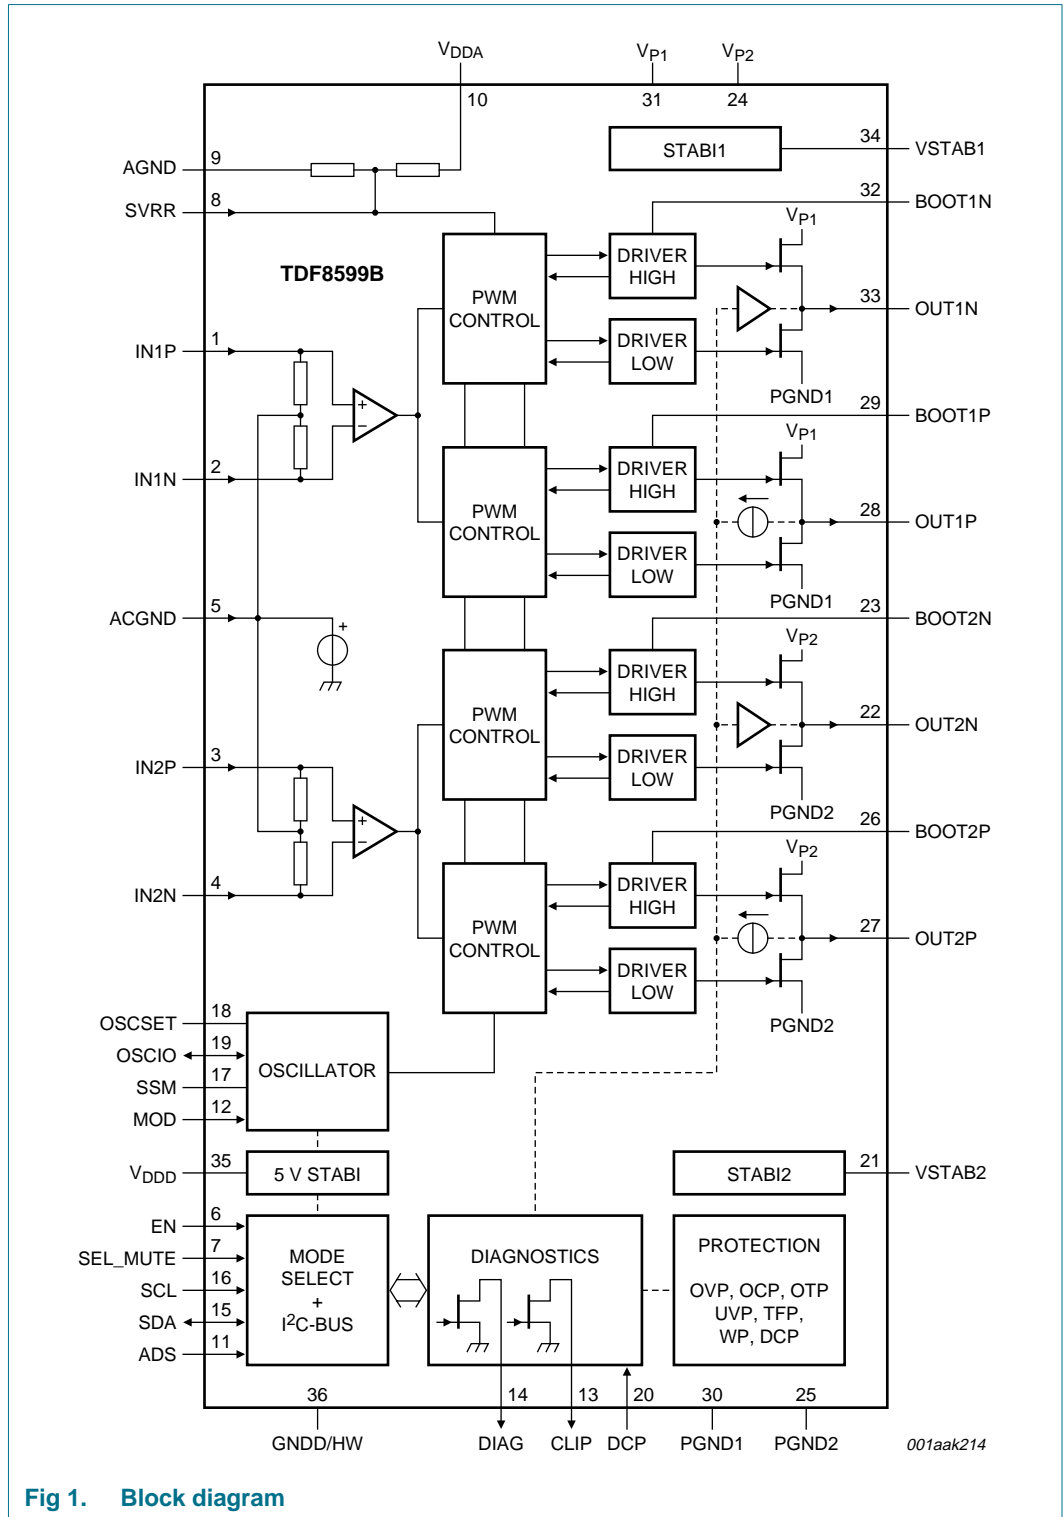 VDDA
VP1
VP2
10
31
24
AGND
9
STABI1
34
VSTAB1
SVRR
8
32
BOOT1N
VP1
TDF8599B
PWM
CONTROL
DRIVER
HIGH
33
OUT1N
IN1P
1
DRIVER
LOW
PGND1
+
−
29
BOOT1P
VP1
IN1N
2
PWM
CONTROL
DRIVER
HIGH
28
OUT1P
DRIVER
LOW
PGND1
ACGND
5
+
23
BOOT2N
VP2
PWM
CONTROL
DRIVER
HIGH
22
OUT2N
IN2P
3
DRIVER
LOW
PGND2
+
−
26
BOOT2P
VP2
IN2N
4
PWM
CONTROL
DRIVER
HIGH
27
OUT2P
DRIVER
LOW
PGND2
OSCSET
18
OSCIO
19
SSM
17
MOD
12
OSCILLATOR
VDDD
35
5 V STABI
STABI2
21
VSTAB2
EN
6
SEL_MUTE
7
SCL
16
SDA
15
ADS
11
MODE
SELECT
+
I2C-BUS
DIAGNOSTICS
PROTECTION
OVP, OCP, OTP
UVP, TFP,
WP, DCP
36
14
13
20
30
25
GNDD/HW
DIAG
CLIP
DCP
PGND1
PGND2
001aak214
Fig 1. Block diagram